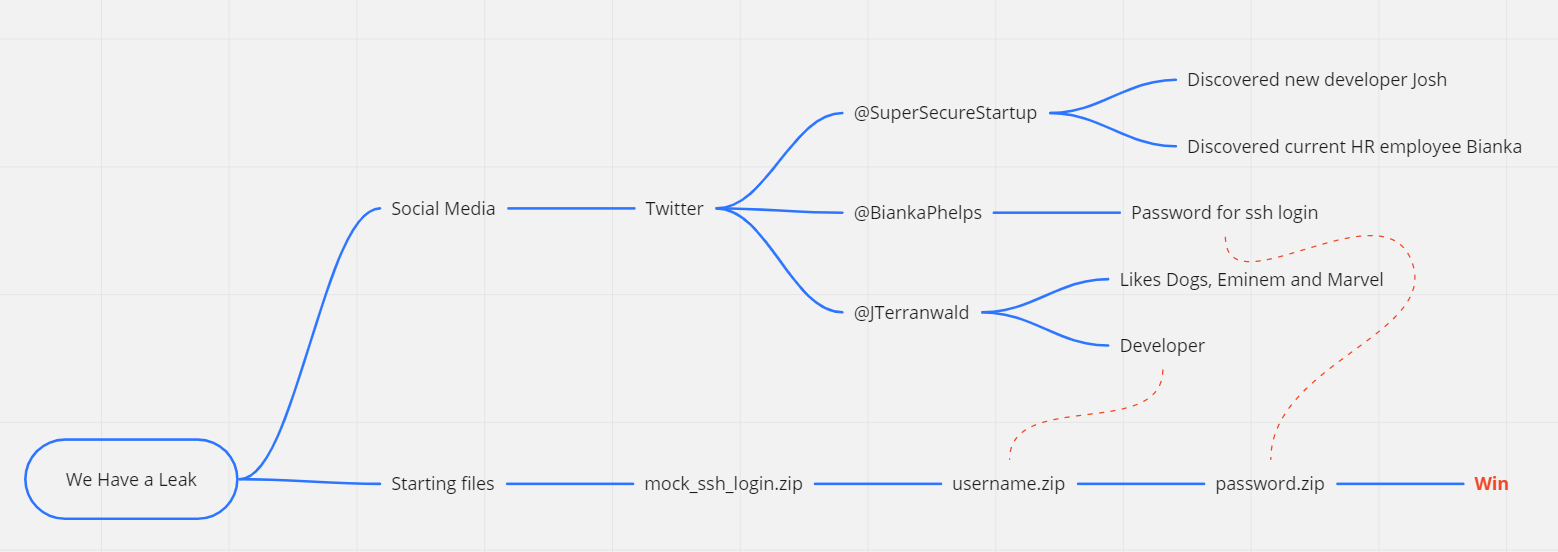 Discovered new developer Josh
@SuperSecureStartup
Discovered current HR employee Bianka
Social Media
Twitter
@BiankaPhelps
Password for ssh login
Likes Dogs, Eminem and Marvel
@JTerranwald
Developer
We Have a Leak
Starting files
mock_ssh_login.zip
username.zip
password.zip
Win